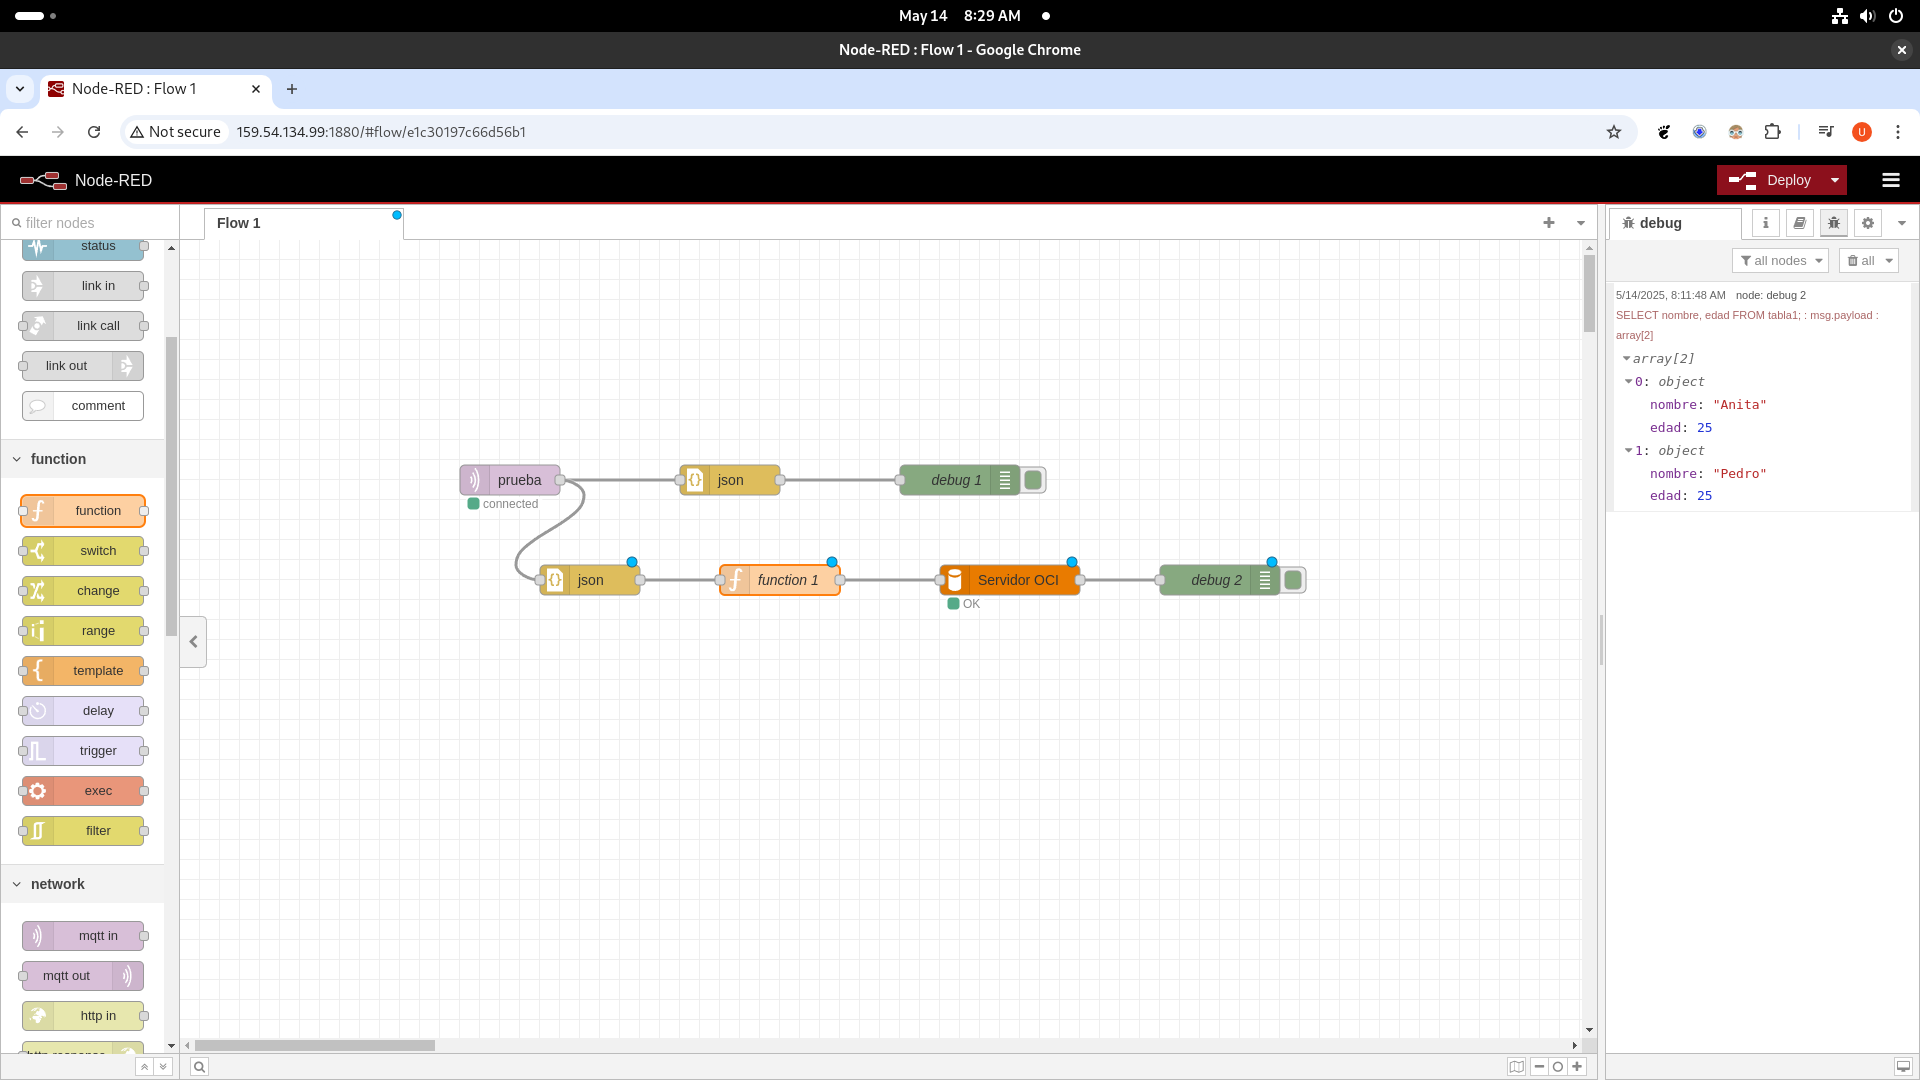 May 14 8:29 AM
Node-RED : Flow 1 - Google Chrome
Node-RED : Flow 1
Not secure 159.54.134.99:1880/#flow/e1c30197c66d56b1
U
Node-RED
Deploy
filter nodes
status
link in
link call
link out
comment
function
function
switch
change
range
template
delay
trigger
exec
filter
network
mqtt in
mqtt out
http in
http response
Flow 1
prueba
connected
json
debug 1
json
function 1
Servidor OCI
OK
debug 2
debug
all nodes
all
5/14/2025, 8:11:48 AM node: debug 2
SELECT nombre, edad FROM tabla1; : msg.payload :
array[2]
array[2]
0: object
nombre: "Anita"
edad: 25
1: object
nombre: "Pedro"
edad: 25